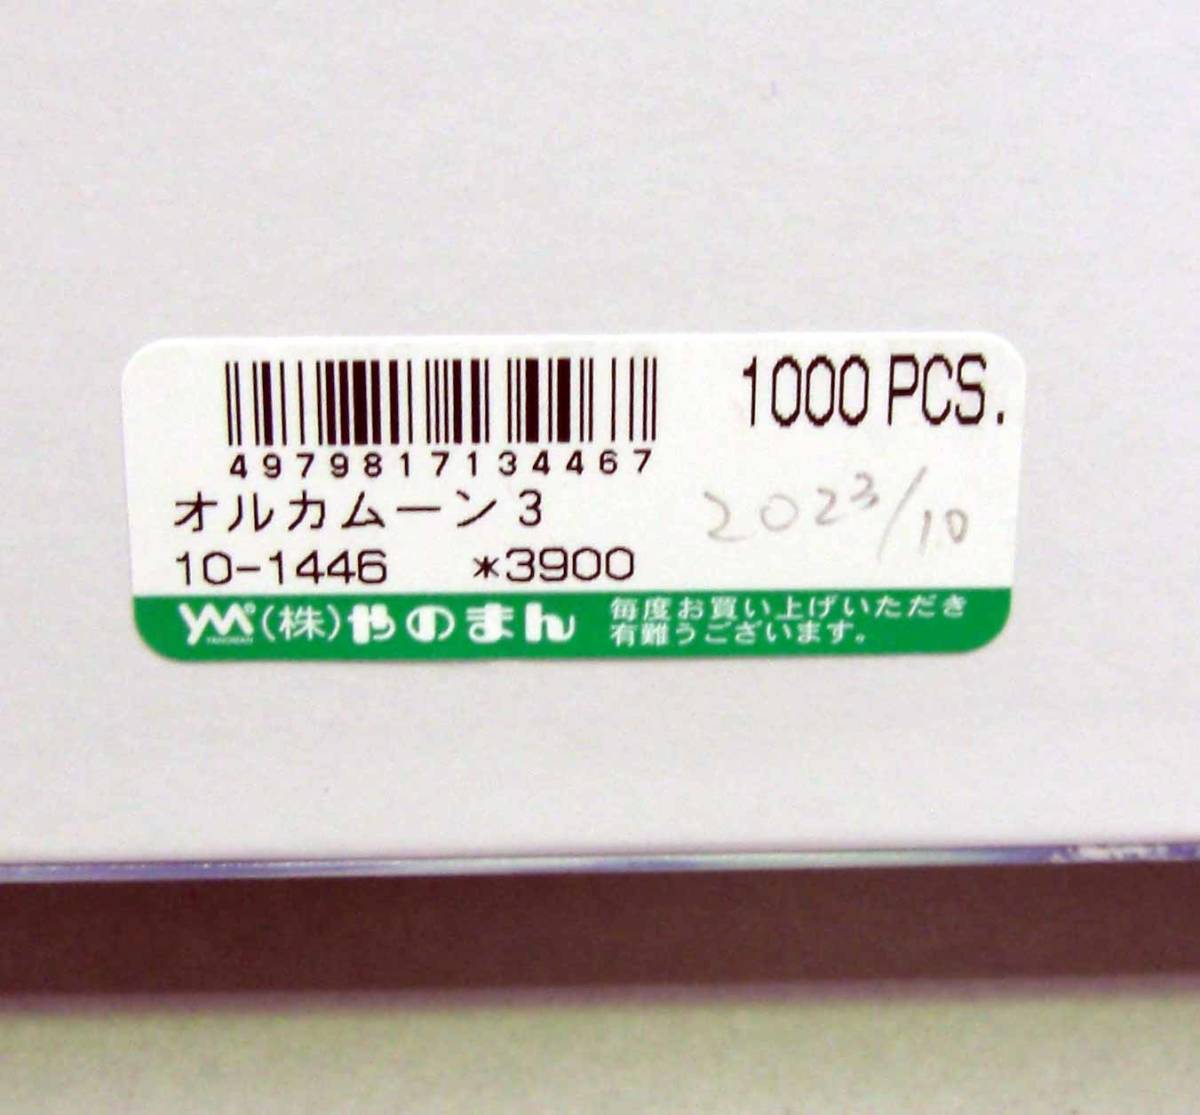 1000 PCS.
4979817134467
オルカムーン3
2023/10
10-1446 *3900
YM (株)やのまん
YANOMAN
毎度お買い上げいただき
有難うございます。